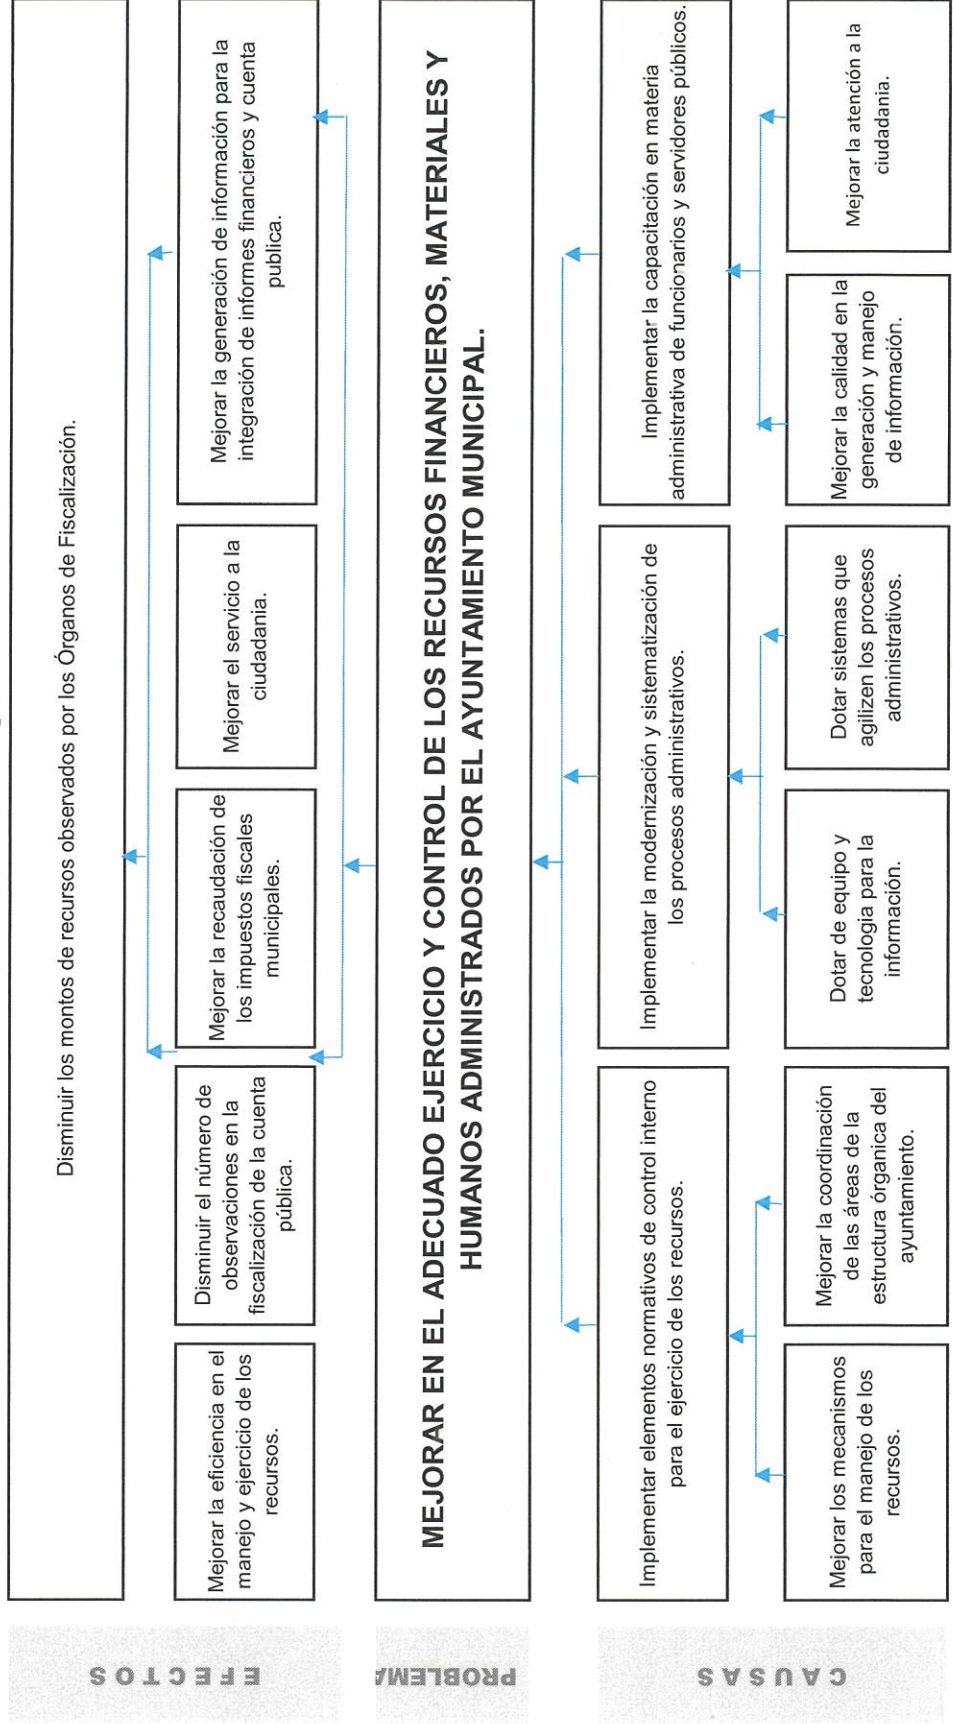 EFECTOS
Disminuir los montos de recursos observados por los Órganos de Fiscalización.
Mejorar la eficiencia en el
manejo y ejercicio de los
recursos.
Disminuir el número de
observaciones en la
fiscalización de la cuenta
pública.
Mejorar la recaudación de
los impuestos fiscales
municipales.
Mejorar el servicio a la
ciudadania.
Mejorar la generación de información para la
integración de informes financieros y cuenta
publica.
PROBLEMA
MEJORAR EN EL ADECUADO EJERCICIO Y CONTROL DE LOS RECURSOS FINANCIEROS, MATERIALES Y
HUMANOS ADMINISTRADOS POR EL AYUNTAMIENTO MUNICIPAL.
CAUSAS
Implementar elementos normativos de control interno
para el ejercicio de los recursos.
Implementar la modernización y sistematización de
los procesos administrativos.
Implementar la capacitación en materia
administrativa de funcionarios y servidores públicos.
Mejorar los mecanismos
para el manejo de los
recursos.
Mejorar la coordinación
de las áreas de la
estructura órganica del
ayuntamiento.
Dotar de equipo y
tecnologia para la
información.
Dotar sistemas que
agilizen los procesos
administrativos.
Mejorar la calidad en la
generación y manejo
de información.
Mejorar la atención a la
ciudadania.